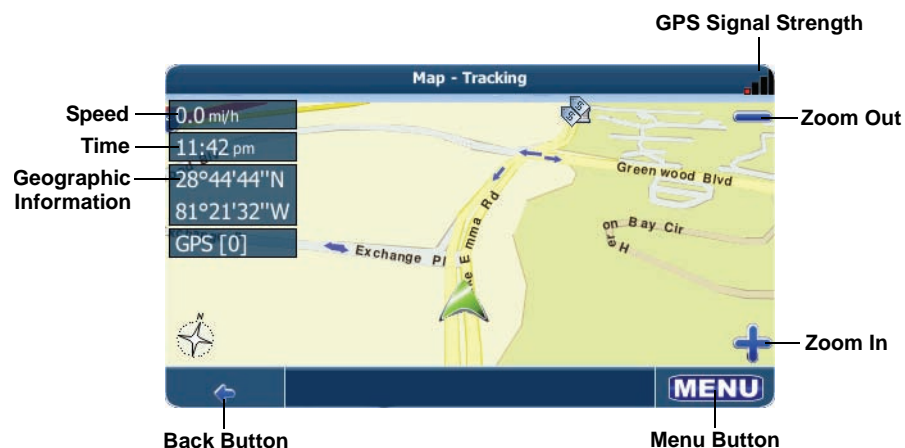 GPS Signal Strength
Map - Tracking
Speed
0.0 mi/h
Zoom Out
Time
11:42 pm
Geographic
Information
28°44'44"N
81°21'32"W
GPS [0]
Greenwood Blvd
Heron Bay Cir
Emma Rd
Exchange Pl
N
Zoom In
MENU
Back Button
Menu Button